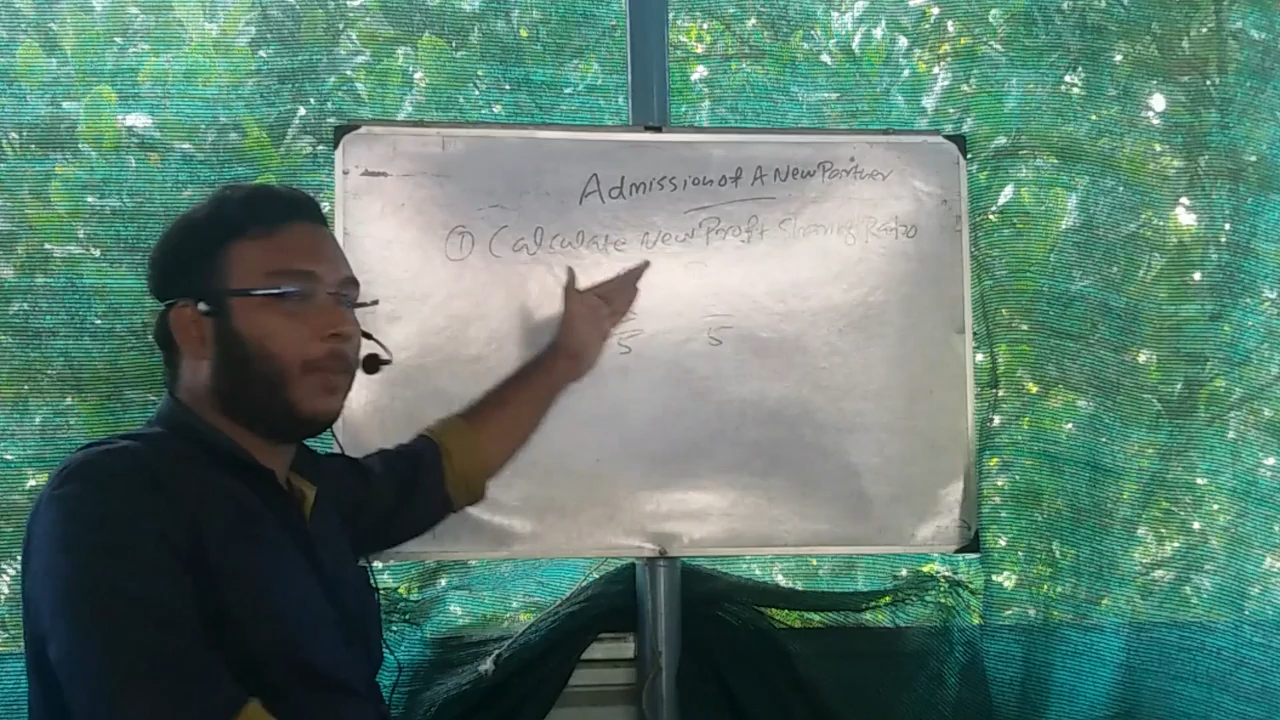 Admission of A New Partner
① Calculate New Profit Sharing Ratio
5 5